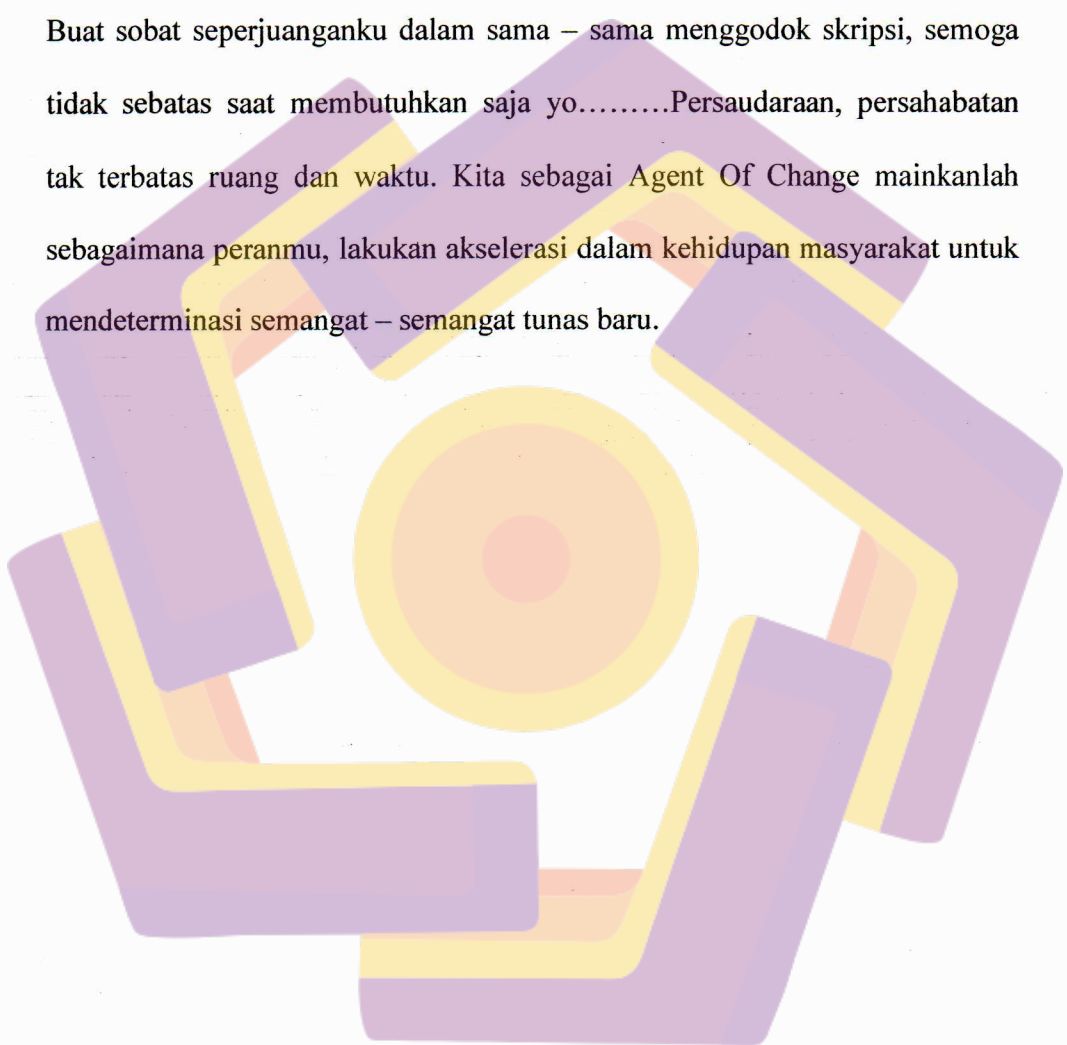 Buat sobat seperjuanganku dalam sama – sama menggodok skripsi, semoga
tidak sebatas saat membutuhkan saja yo.........Persaudaraan, persahabatan
tak terbatas ruang dan waktu. Kita sebagai Agent Of Change mainkanlah
sebagaimana peranmu, lakukan akselerasi dalam kehidupan masyarakat untuk
mendeterminasi semangat – semangat tunas baru.